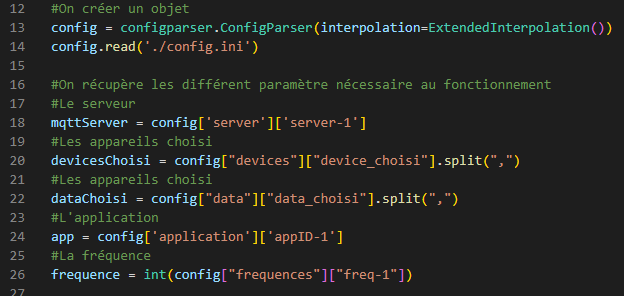 12 #On créer un objet
13 config = configparser.ConfigParser(interpolation=ExtendedInterpolation())
14 config.read('./config.ini')
15
16 #On récupère les différent paramètre nécessaire au fonctionnement
17 #Le serveur
18 mqttServer = config['server']['server-1']
19 #Les appareils choisi
20 devicesChoisi = config["devices"]["device_choisi"].split(",")
21 #Les appareils choisi
22 dataChoisi = config["data"]["data_choisi"].split(",")
23 #L'application
24 app = config['application']['appID-1']
25 #La fréquence
26 frequence = int(config["frequences"]["freq-1"])
27